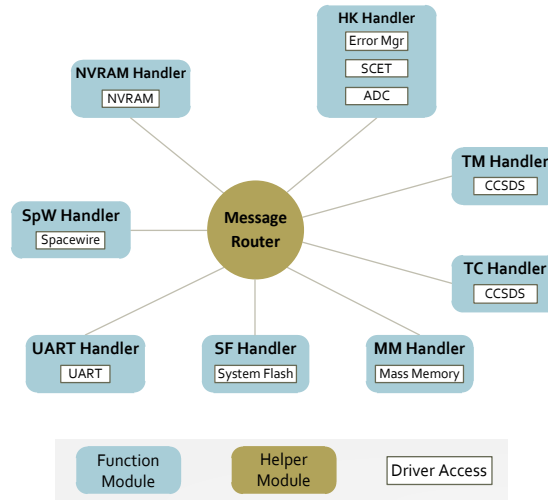 HK Handler
Error Mgr
SCET
ADC
NVRAM Handler
NVRAM
TM Handler
CCSDS
SpW Handler
Spacewire
Message
Router
TC Handler
CCSDS
UART Handler
UART
SF Handler
System Flash
MM Handler
Mass Memory
Function
Module
Helper
Module
Driver Access